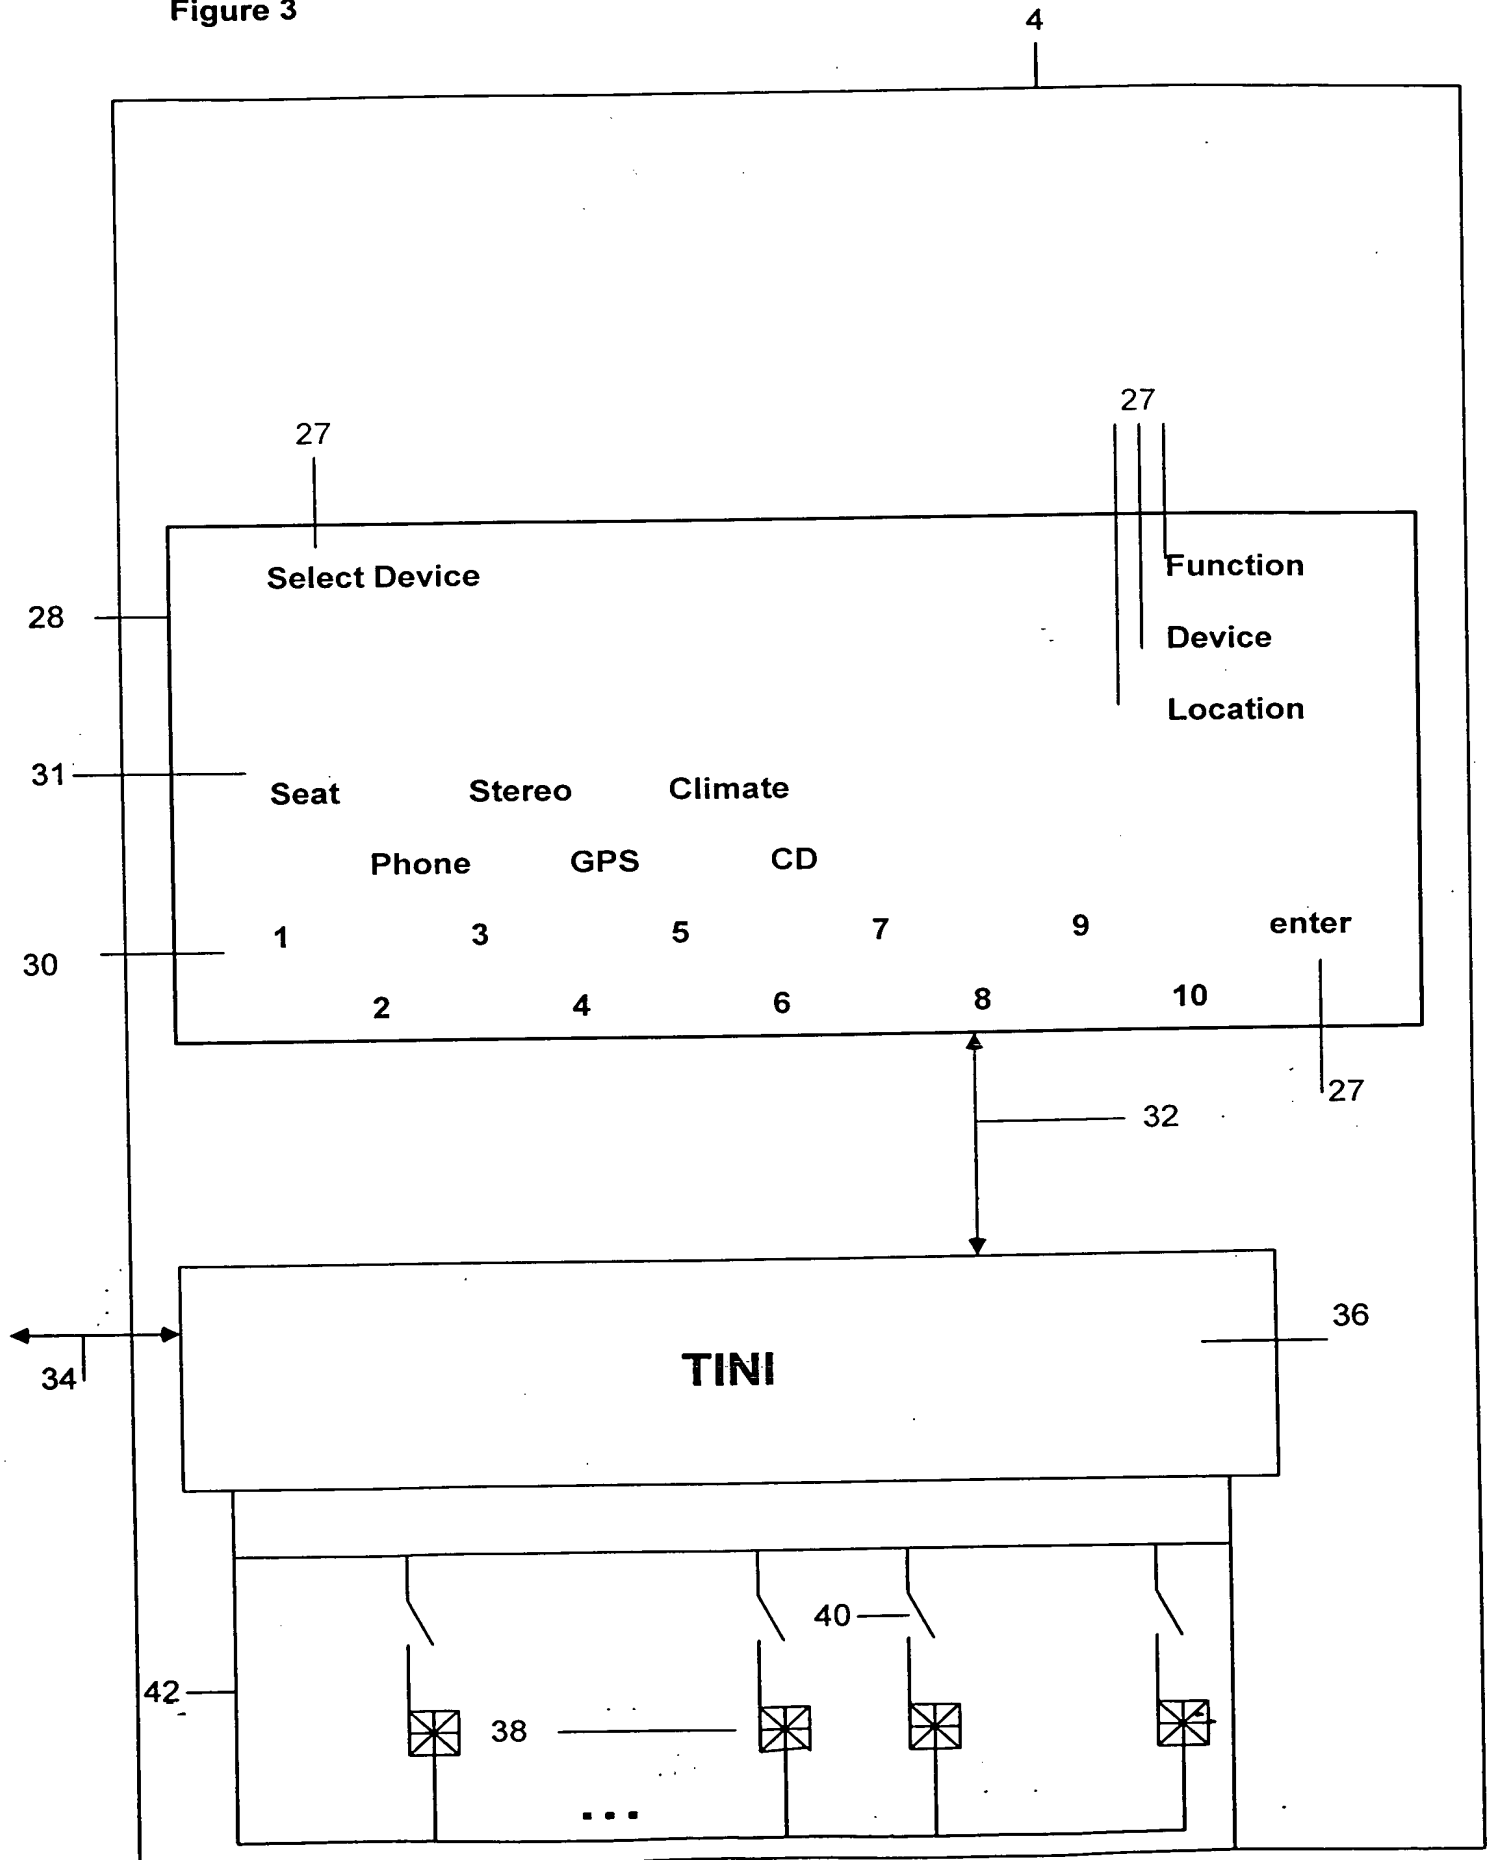 Figure 3
4
27
27
Select Device
Function
28
Device
Location
31
Seat Stereo Climate
Phone GPS CD
1 3 5 7 9 enter
30
2 4 6 8 10
27
32
36
TINI
34
40
42
38
...